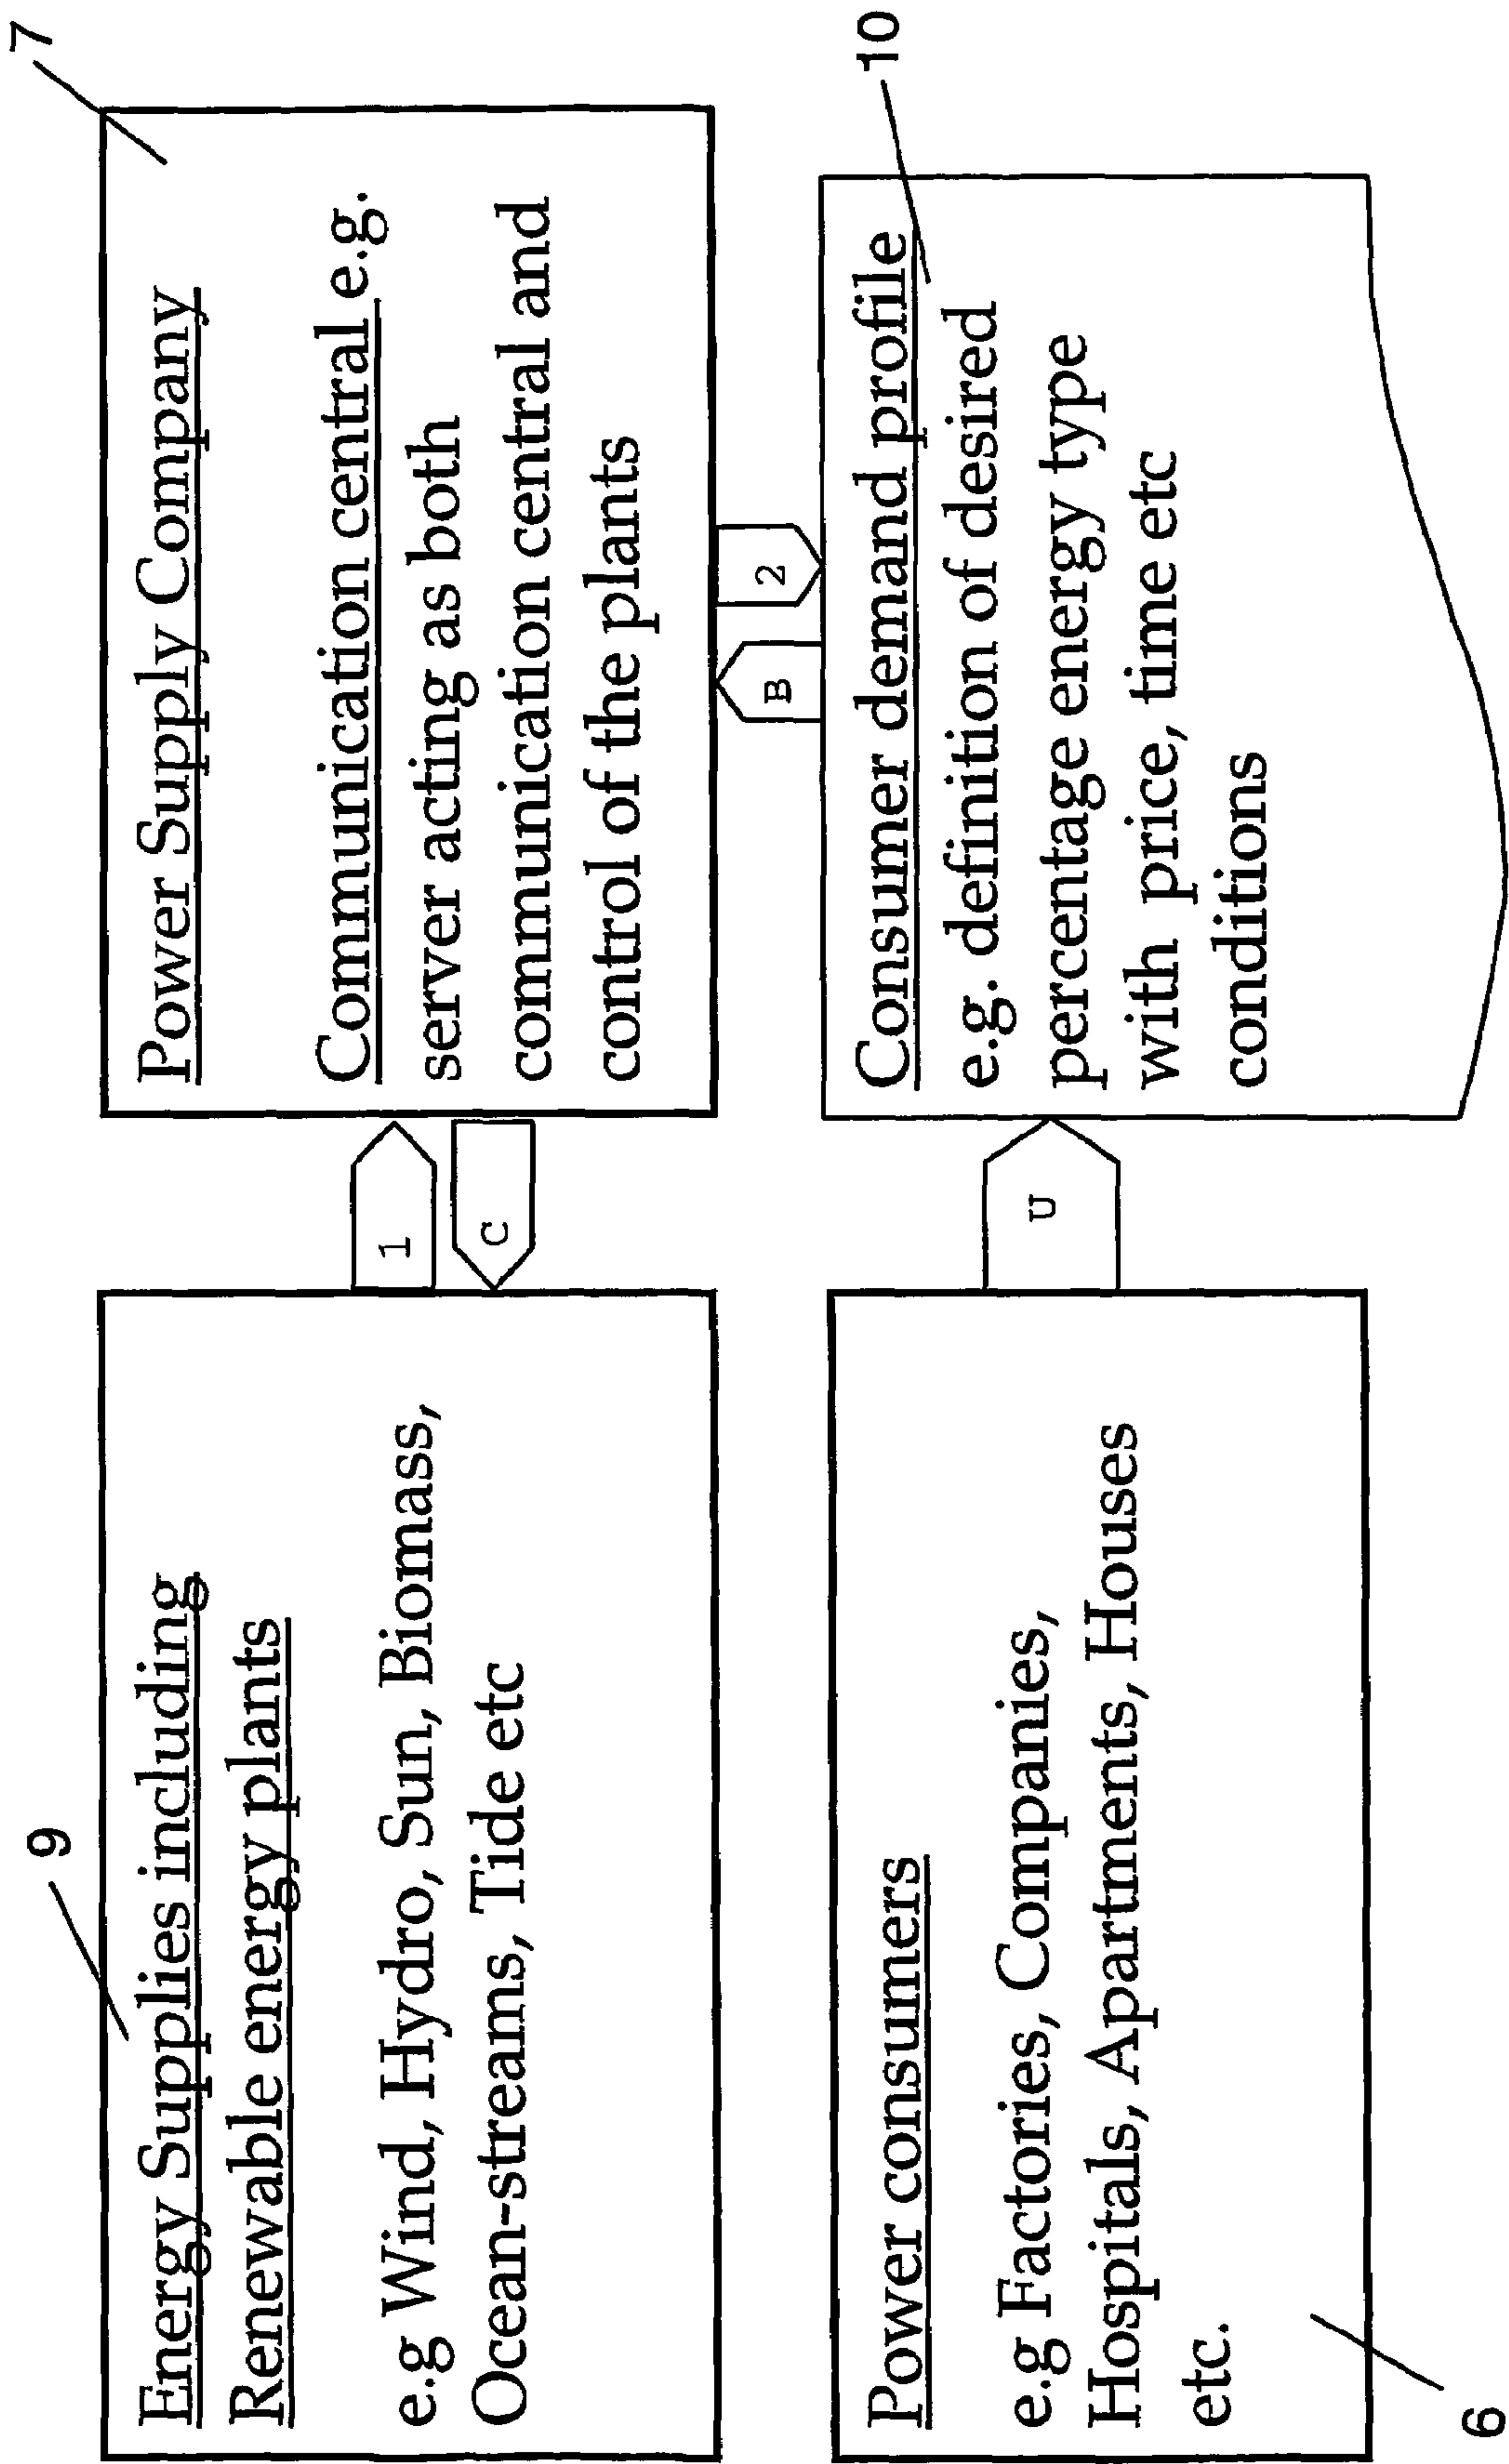 9
Energy Supplies including
Renewable energy plants
e.g Wind, Hydro, Sun, Biomass,
Ocean-streams, Tide etc
1
C
7
Power Supply Company
Communication central e.g.
server acting as both
communication central and
control of the plants
B
2
Power consumers
e.g Factories, Companies,
Hospitals, Apartments, Houses
etc.
6
U
10
Consumer demand profile
e.g. definition of desired
percentage energy type
with price, time etc
conditions